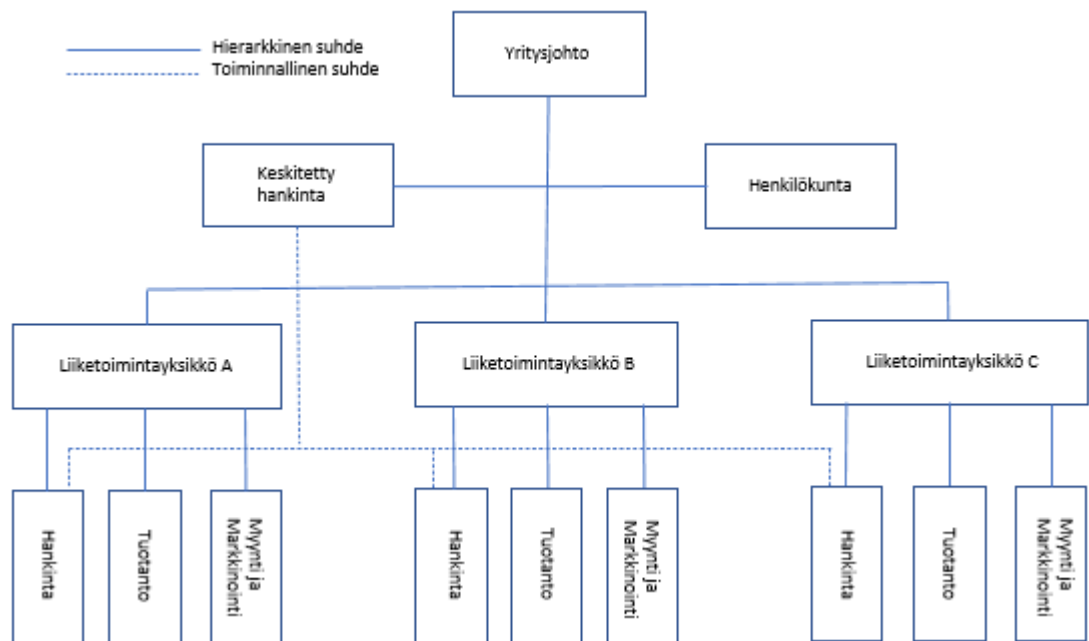 Hierarkkinen suhde
Toiminnallinen suhde
Yritysjohto
Keskitetty
hankinta
Henkilökunta
Liiketoimintayksikkö A
Liiketoimintayksikkö B
Liiketoimintayksikkö C
Hankinta
Tuotanto
Myynti ja
Markkinointi
Hankinta
Tuotanto
Myynti ja
Markkinointi
Hankinta
Tuotanto
Myynti ja
Markkinointi